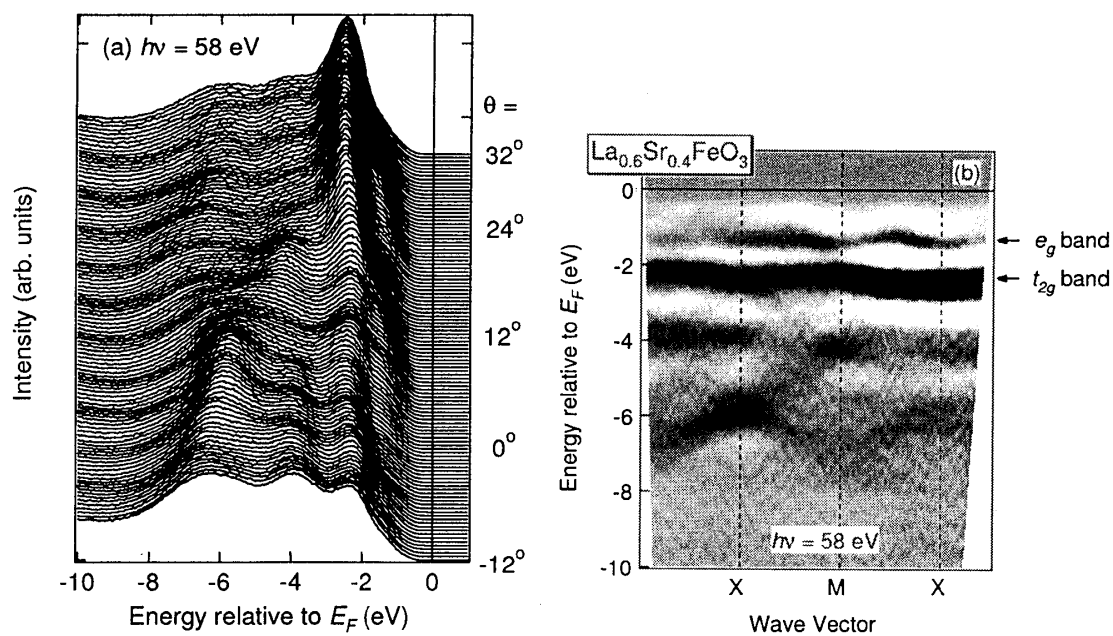 (a) hν = 58 eV
θ =
32°
24°
12°
0°
-12°
Intensity (arb. units)
-10 -8 -6 -4 -2 0
Energy relative to E_F (eV)
La0.6Sr0.4FeO3
(b)
0
-2
-4
-6
-8
-10
Energy relative to E_F (eV)
e_g band
t_2g band
hν = 58 eV
X M X
Wave Vector